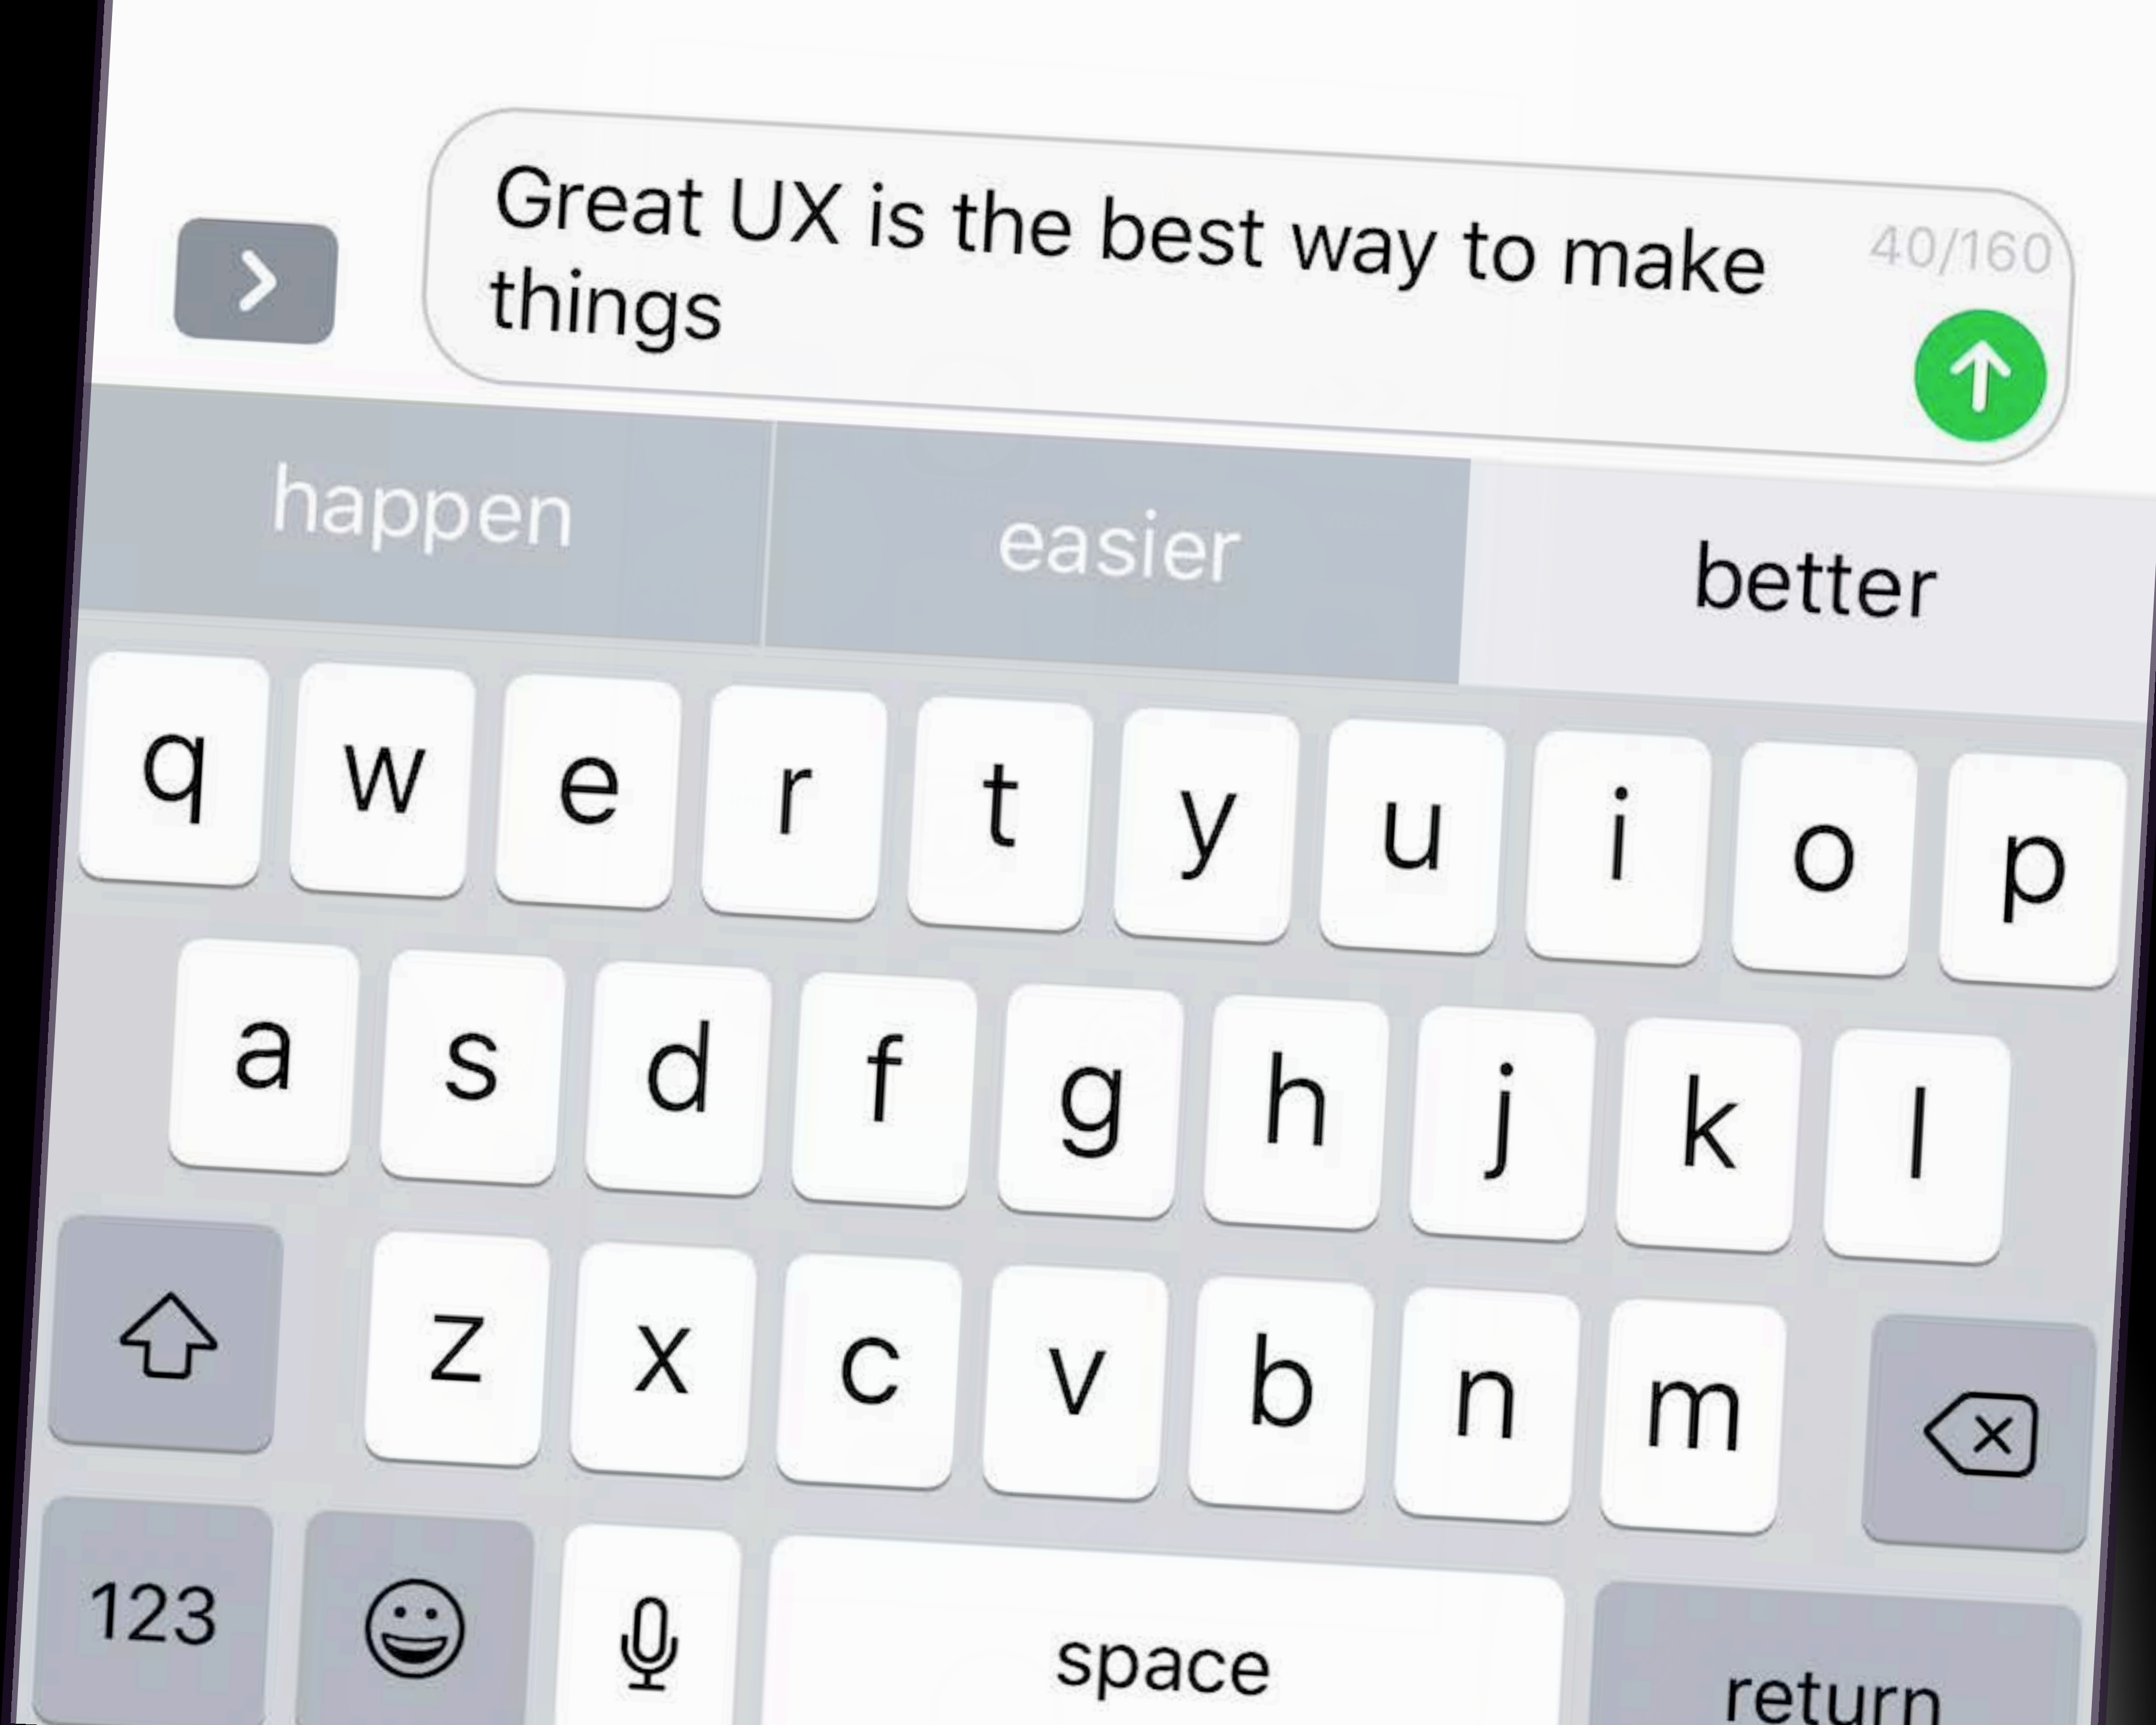 Great UX is the best way to make
things
40/160
happen easier better
q w e r t y u i o p
a s d f g h j k l
z x c v b n m
123 space return